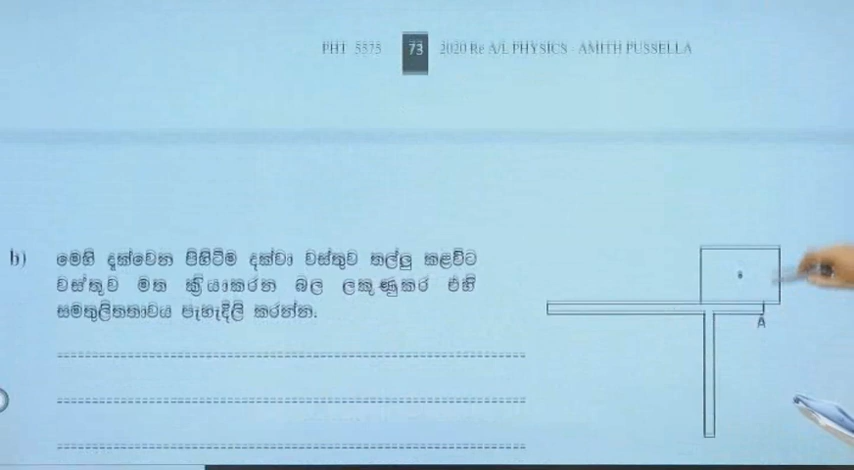 PHT 5575 73 2020 Re A/L PHYSICS - AMITH PUSSELLA
b) මෙහි දැක්වෙන පිහිටීම දක්වා වස්තුව තල්ලු කළවිට
වස්තුව මත ක්‍රියාකරන බල ලකුණුකර එහි
සමතුලිතතාවය පැහැදිලි කරන්න.
A